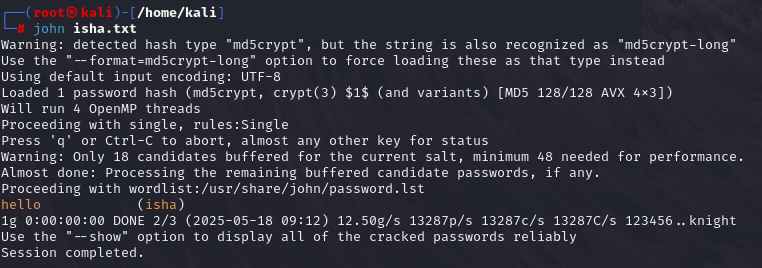 ┌──(root㉿kali)-[/home/kali]
└─# john isha.txt
Warning: detected hash type "md5crypt", but the string is also recognized as "md5crypt-long"
Use the "--format=md5crypt-long" option to force loading these as that type instead
Using default input encoding: UTF-8
Loaded 1 password hash (md5crypt, crypt(3) $1$ (and variants) [MD5 128/128 AVX 4×3])
Will run 4 OpenMP threads
Proceeding with single, rules:Single
Press 'q' or Ctrl-C to abort, almost any other key for status
Warning: Only 18 candidates buffered for the current salt, minimum 48 needed for performance.
Almost done: Processing the remaining buffered candidate passwords, if any.
Proceeding with wordlist:/usr/share/john/password.lst
hello            (isha)
1g 0:00:00:00 DONE 2/3 (2025-05-18 09:12) 12.50g/s 13287p/s 13287c/s 13287C/s 123456..knight
Use the "--show" option to display all of the cracked passwords reliably
Session completed.